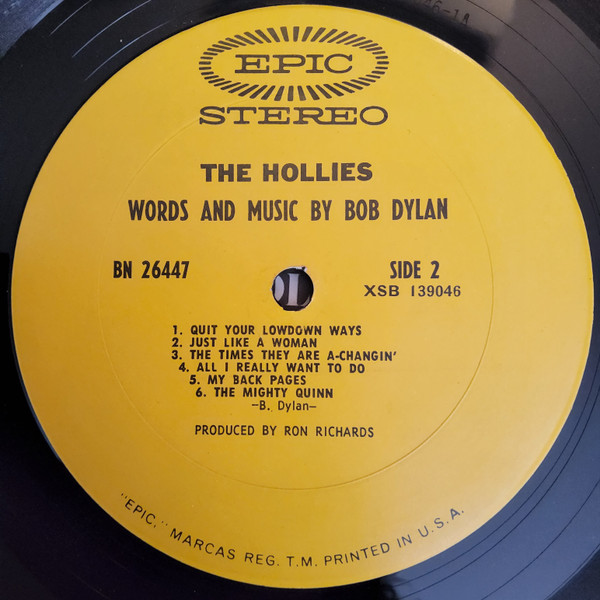 EPIC
STEREO
THE HOLLIES
WORDS AND MUSIC BY BOB DYLAN
BN 26447
SIDE 2
XSB 139046
1. QUIT YOUR LOWDOWN WAYS
2. JUST LIKE A WOMAN
3. THE TIMES THEY ARE A-CHANGIN'
4. ALL I REALLY WANT TO DO
5. MY BACK PAGES
6. THE MIGHTY QUINN
—B. Dylan—
PRODUCED BY RON RICHARDS
"EPIC," MARCAS REG. T.M. PRINTED IN U.S.A.